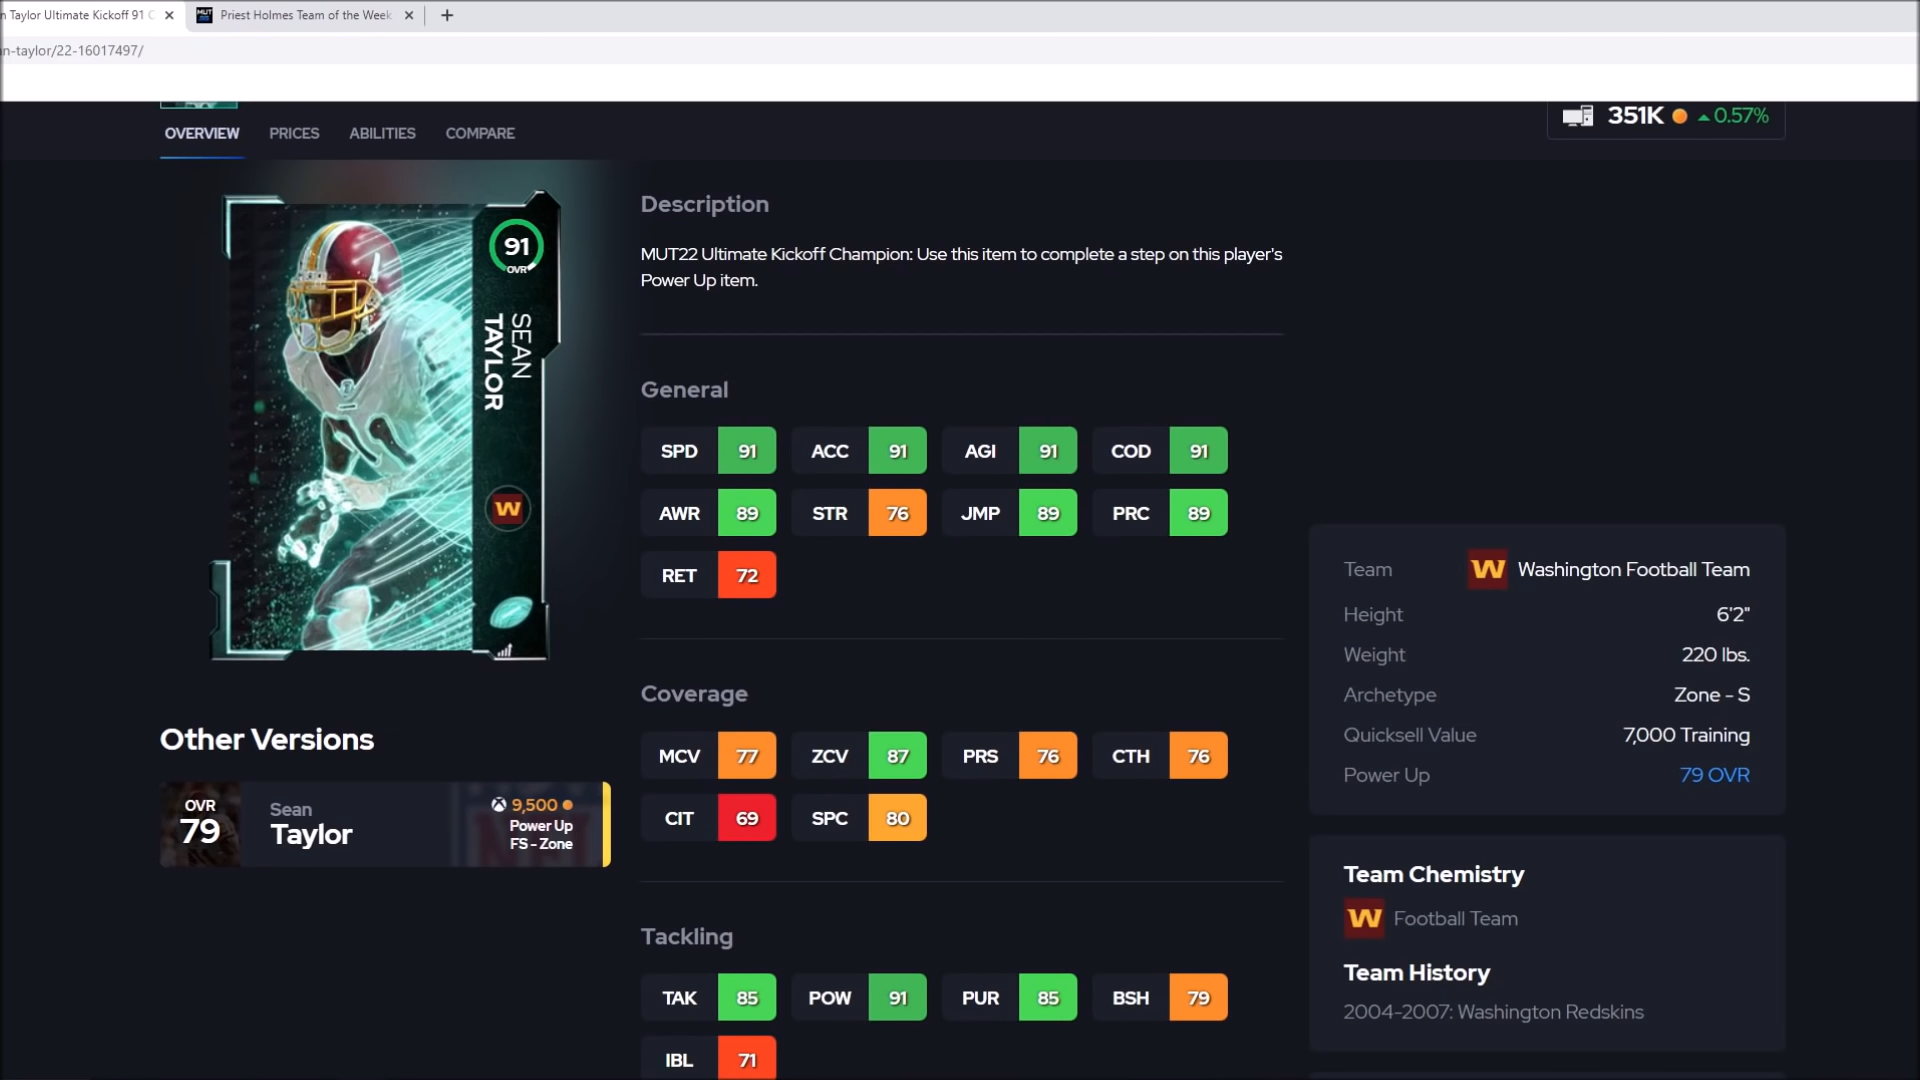 n Taylor Ultimate Kickoff 91
Priest Holmes Team of the Week
n-taylor/22-16017497/
OVERVIEW
PRICES
ABILITIES
COMPARE
351K
0.57%
91
OVR
SEAN
TAYLOR
W
Description
MUT22 Ultimate Kickoff Champion: Use this item to complete a step on this player's
Power Up item.
General
SPD 91 ACC 91 AGI 91 COD 91
AWR 89 STR 76 JMP 89 PRC 89
RET 72
Coverage
MCV 77 ZCV 87 PRS 76 CTH 76
CIT 69 SPC 80
Tackling
TAK 85 POW 91 PUR 85 BSH 79
IBL 71
Other Versions
OVR
79
Sean
Taylor
9,500
Power Up
FS - Zone
Team W Washington Football Team
Height 6'2"
Weight 220 lbs.
Archetype Zone - S
Quicksell Value 7,000 Training
Power Up 79 OVR
Team Chemistry
W Football Team
Team History
2004-2007: Washington Redskins